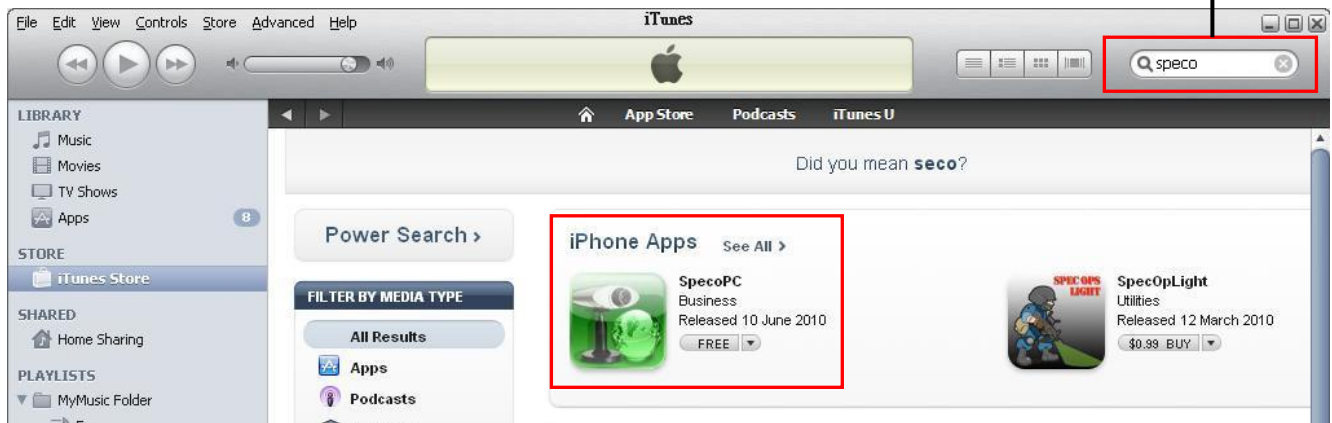 iTunes
File Edit View Controls Store Advanced Help
speco
LIBRARY
Music
Movies
TV Shows
Apps 8
STORE
iTunes Store
SHARED
Home Sharing
PLAYLISTS
MyMusic Folder
App Store Podcasts iTunes U
Did you mean seco?
Power Search >
FILTER BY MEDIA TYPE
All Results
Apps
Podcasts
iPhone Apps See All >
SpecoPC
Business
Released 10 June 2010
FREE
SPEC OPS
LIGHT
SpecOpLight
Utilities
Released 12 March 2010
$0.99 BUY